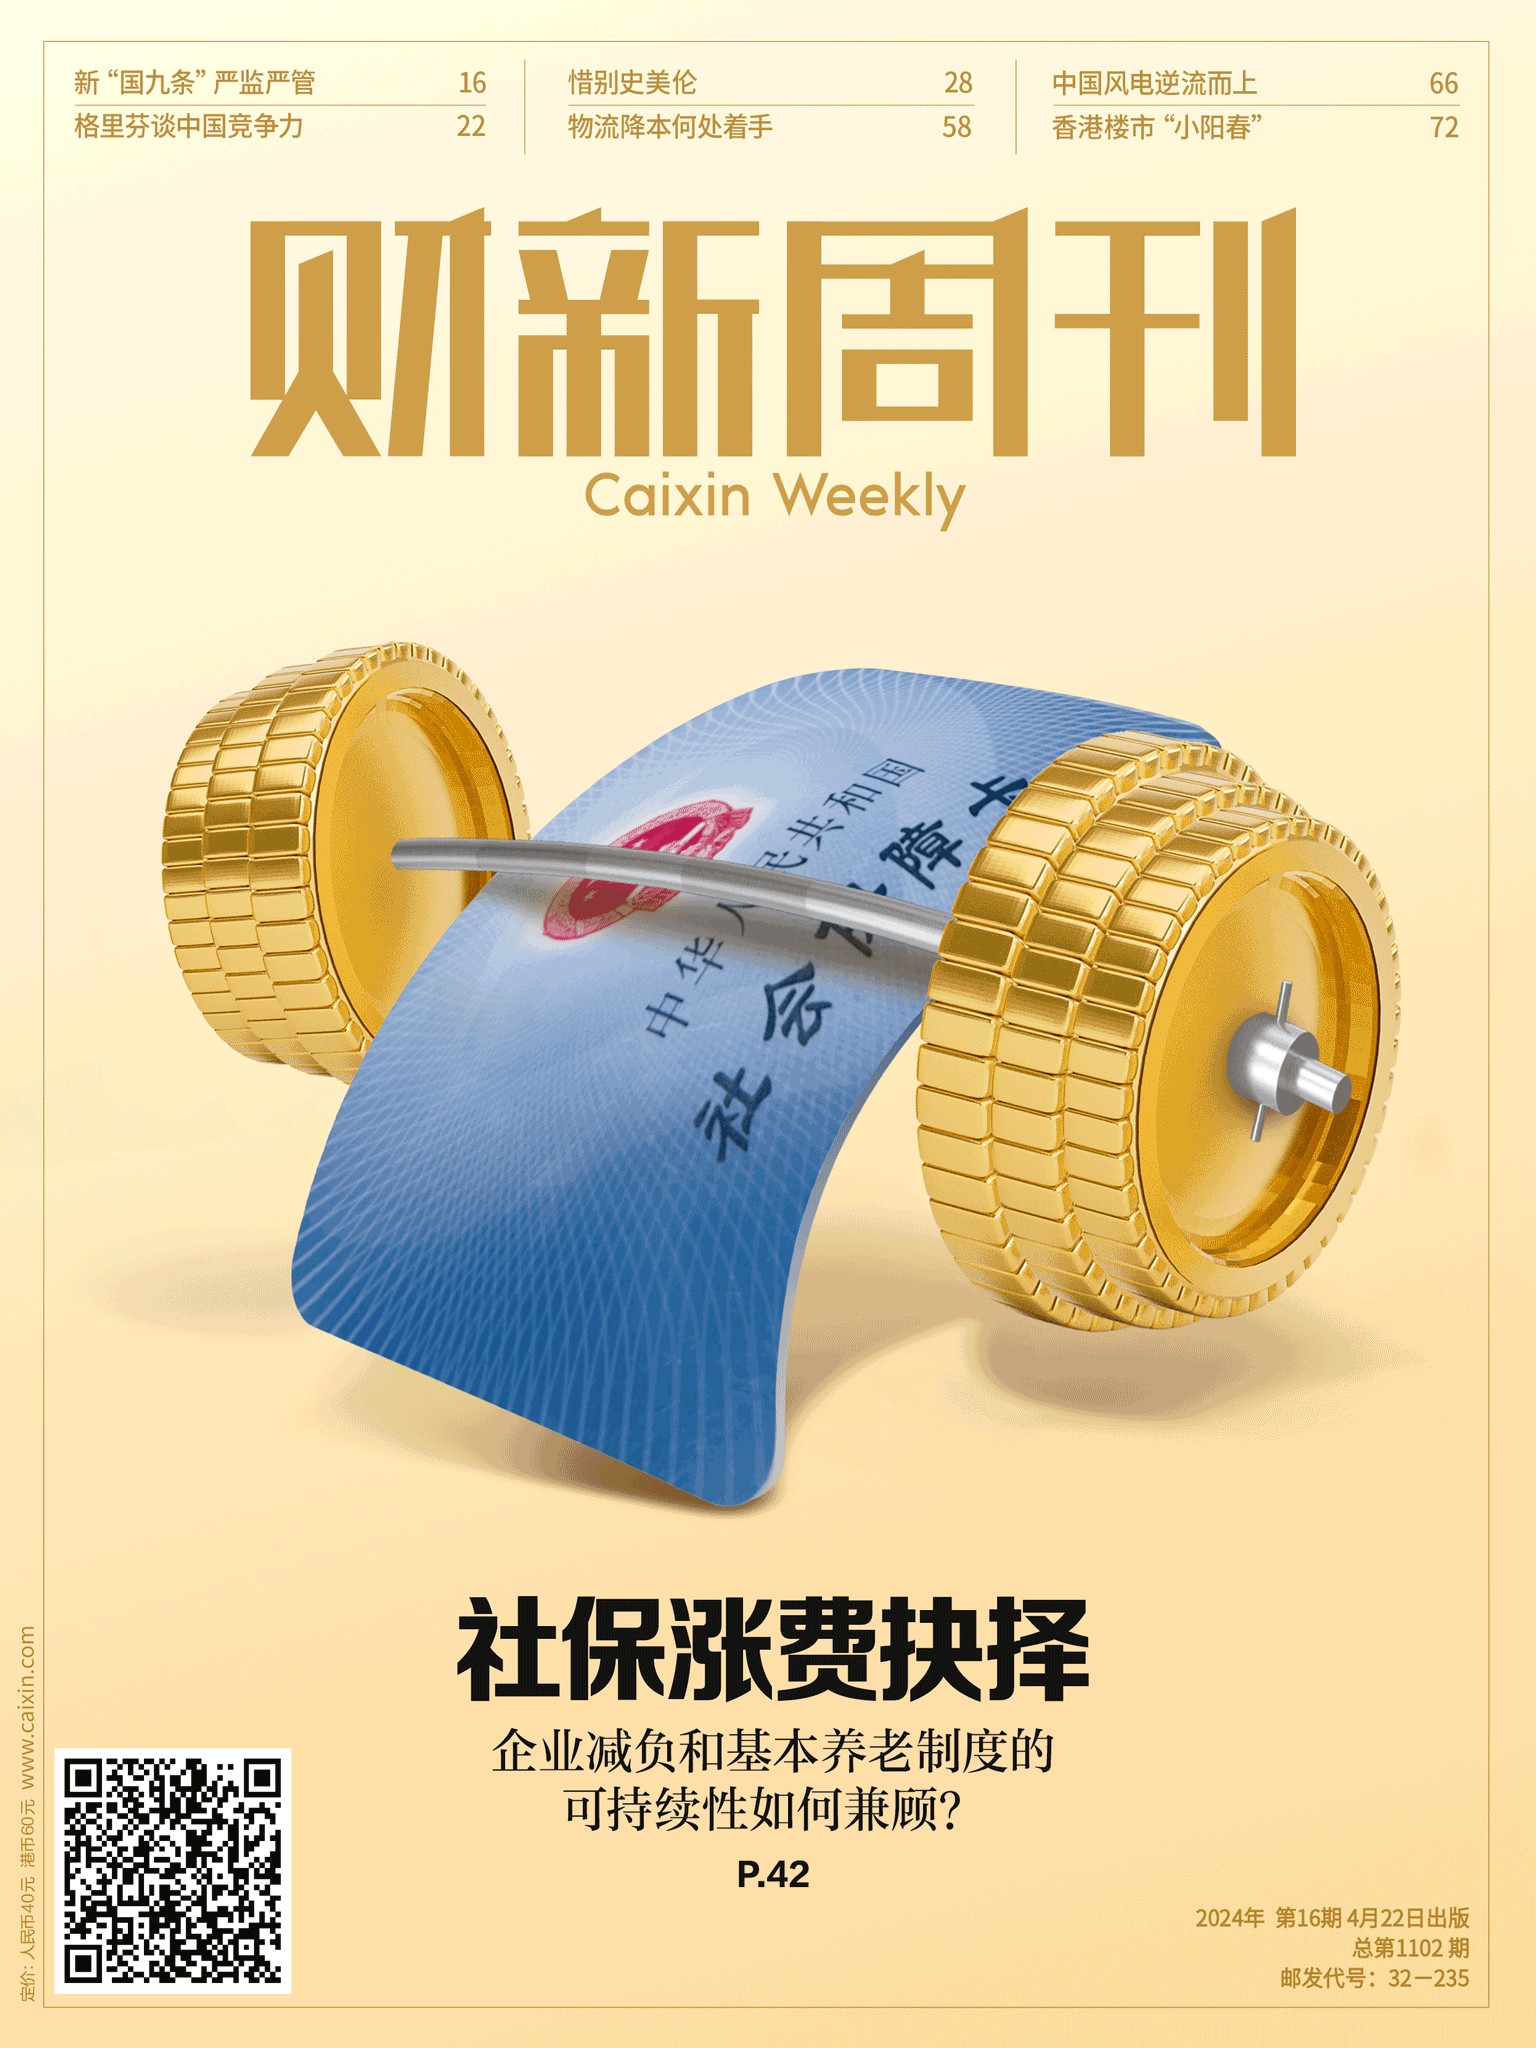 新“国九条”严监严管 16
格里芬谈中国竞争力 22
惜别史美伦 28
物流降本何处着手 58
中国风电逆流而上 66
香港楼市“小阳春” 72
财新周刊
Caixin Weekly
中华人民共和国
社会保障卡
社保涨费抉择
企业减负和基本养老制度的
可持续性如何兼顾？
P.42
定价：人民币40元 港币60元 www.caixin.com
2024年 第16期 4月22日出版
总第1102 期
邮发代号：32－235